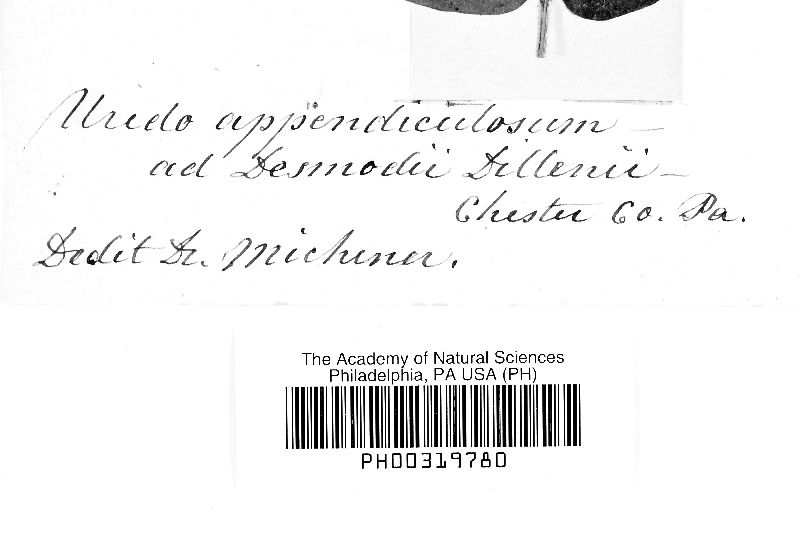 Uredo appendiculosum —
ad Desmodii Dillenii —
Chester Co. Pa.
Dedit Dr. Michener.
The Academy of Natural Sciences
Philadelphia, PA USA (PH)
PH00319780